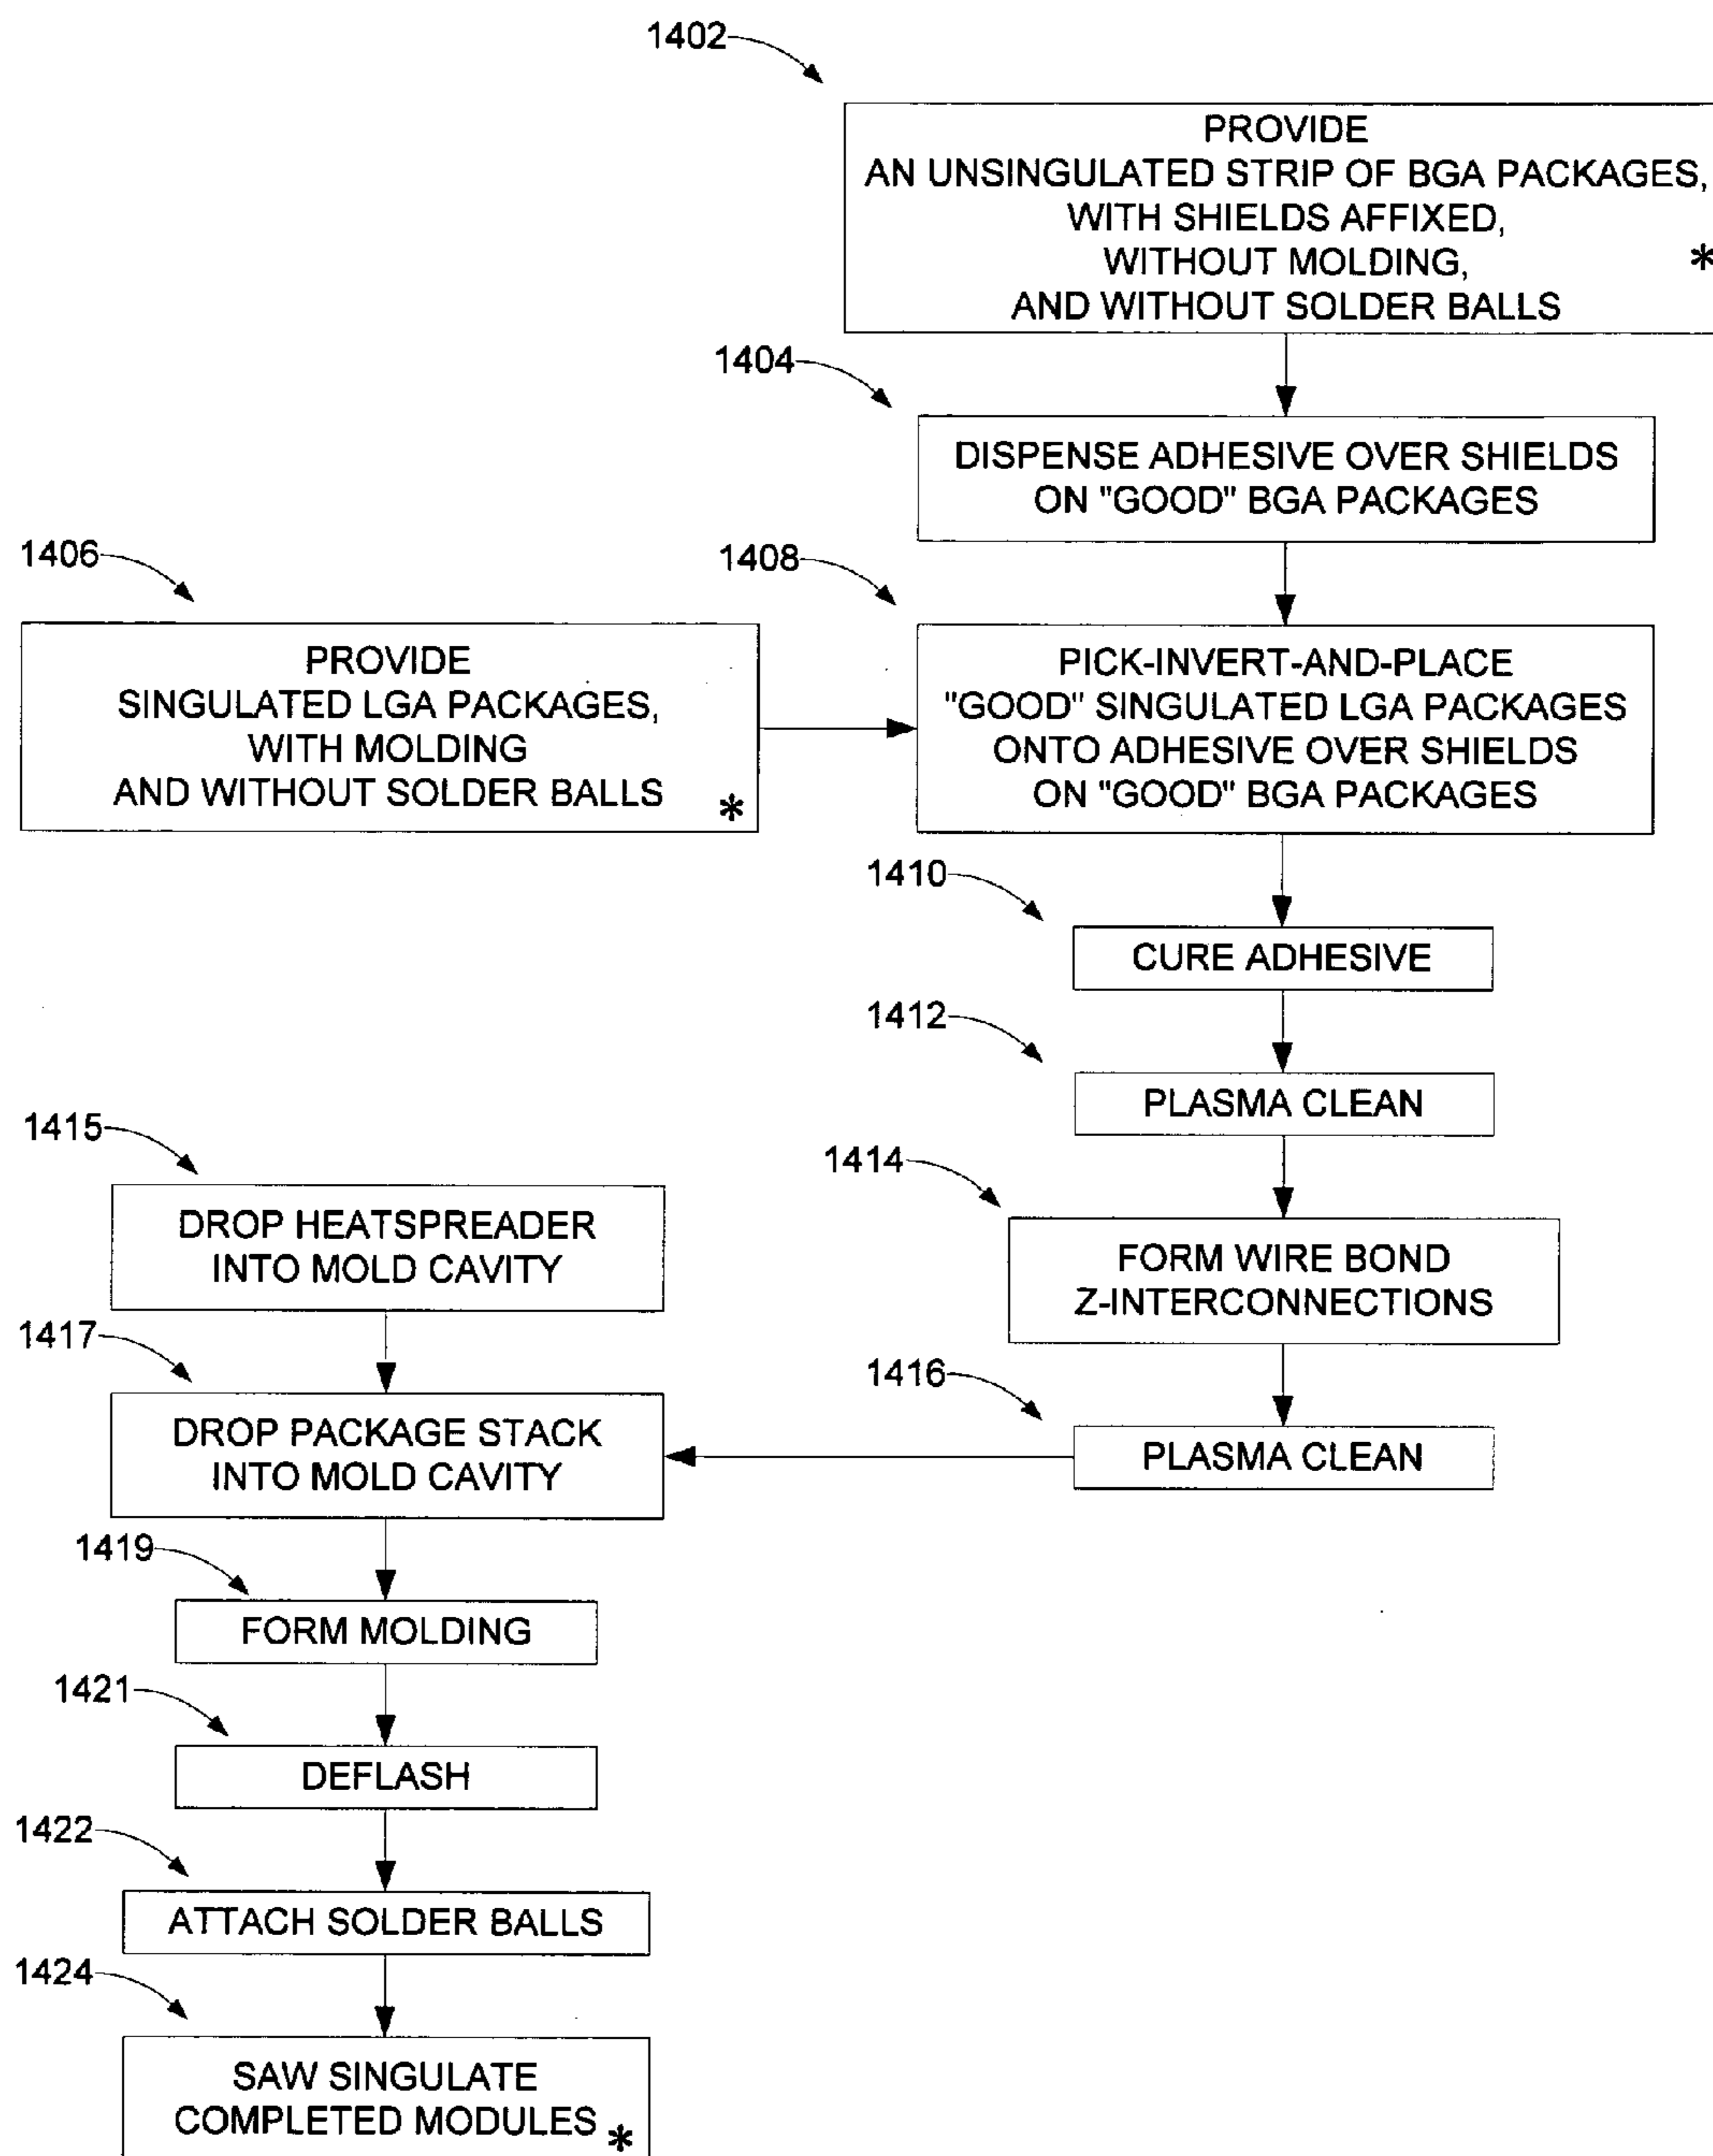 1402
PROVIDE
AN UNSINGULATED STRIP OF BGA PACKAGES,
WITH SHIELDS AFFIXED,
WITHOUT MOLDING,
AND WITHOUT SOLDER BALLS
*
1404
DISPENSE ADHESIVE OVER SHIELDS
ON "GOOD" BGA PACKAGES
1406
PROVIDE
SINGULATED LGA PACKAGES,
WITH MOLDING
AND WITHOUT SOLDER BALLS *
1408
PICK-INVERT-AND-PLACE
"GOOD" SINGULATED LGA PACKAGES
ONTO ADHESIVE OVER SHIELDS
ON "GOOD" BGA PACKAGES
1410
CURE ADHESIVE
1412
PLASMA CLEAN
1414
FORM WIRE BOND
Z-INTERCONNECTIONS
1416
PLASMA CLEAN
1415
DROP HEATSPREADER
INTO MOLD CAVITY
1417
DROP PACKAGE STACK
INTO MOLD CAVITY
1419
FORM MOLDING
1421
DEFLASH
1422
ATTACH SOLDER BALLS
1424
SAW SINGULATE
COMPLETED MODULES *